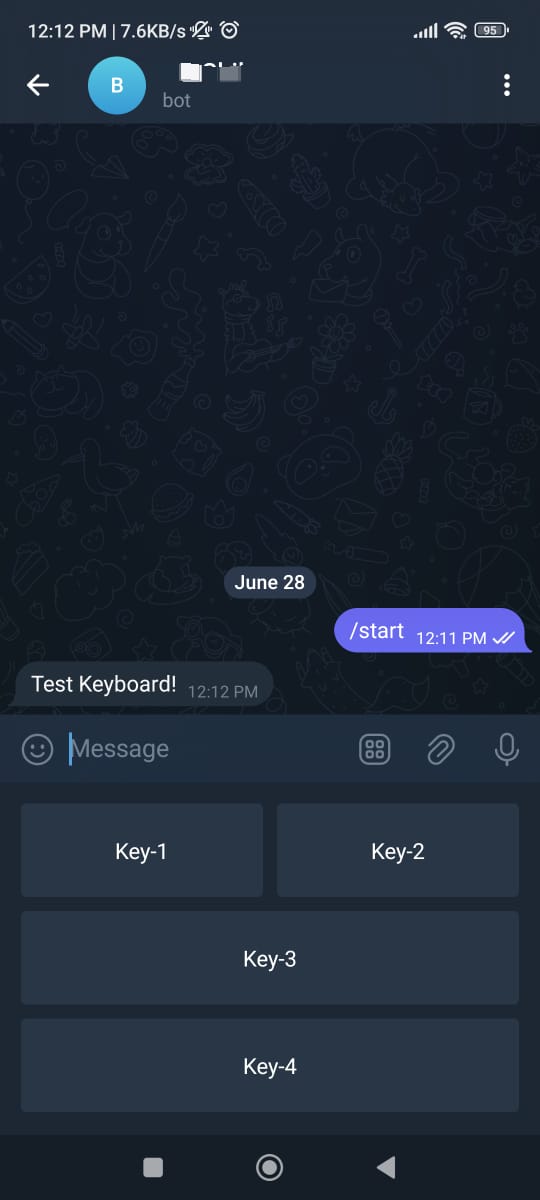 12:12 PM | 7.6KB/s
95
B
bot
June 28
/start 12:11 PM
Test Keyboard! 12:12 PM
Message
Key-1 Key-2
Key-3
Key-4